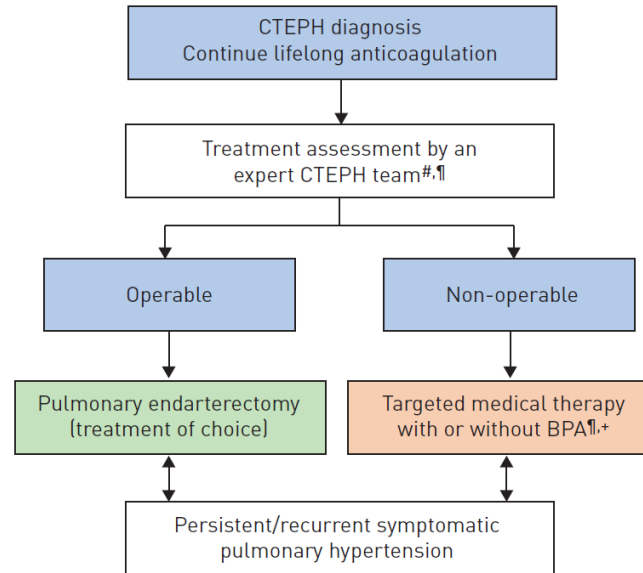 CTEPH diagnosis
Continue lifelong anticoagulation
Treatment assessment by an
expert CTEPH team#,¶
Operable
Non-operable
Pulmonary endarterectomy
(treatment of choice)
Targeted medical therapy
with or without BPA¶,+
Persistent/recurrent symptomatic
pulmonary hypertension